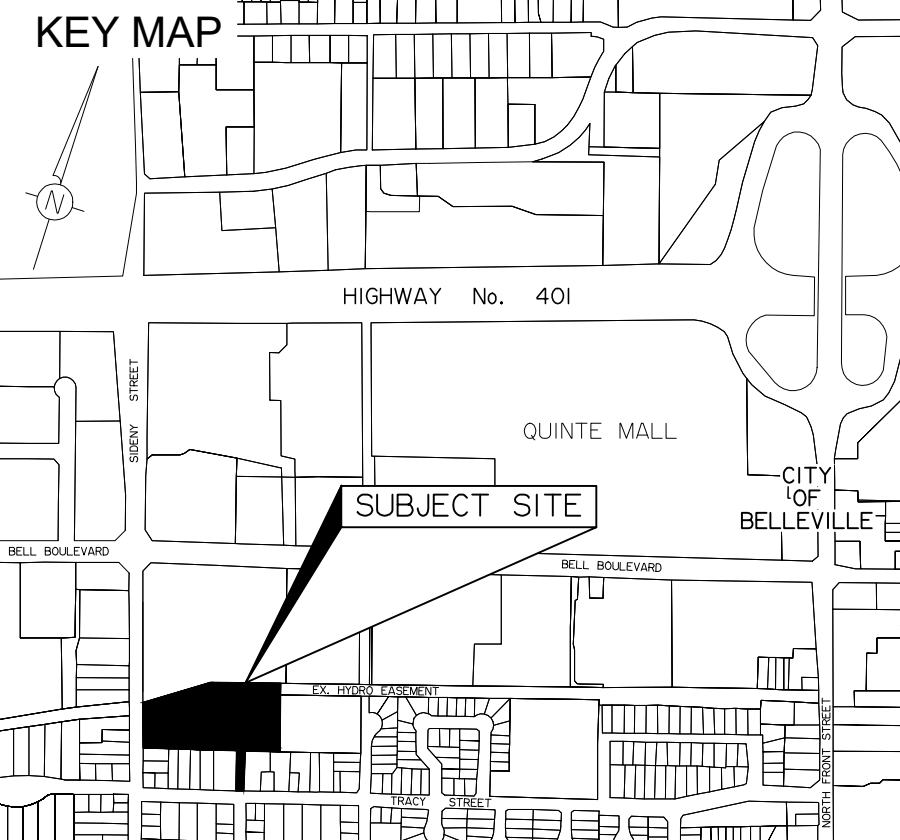 KEY MAP
N
HIGHWAY No. 401
SIDENY STREET
QUINTE MALL
CITY
OF
BELLEVILLE
SUBJECT SITE
BELL BOULEVARD
BELL BOULEVARD
EX. HYDRO EASEMENT
NORTH FRONT STREET
TRACY STREET